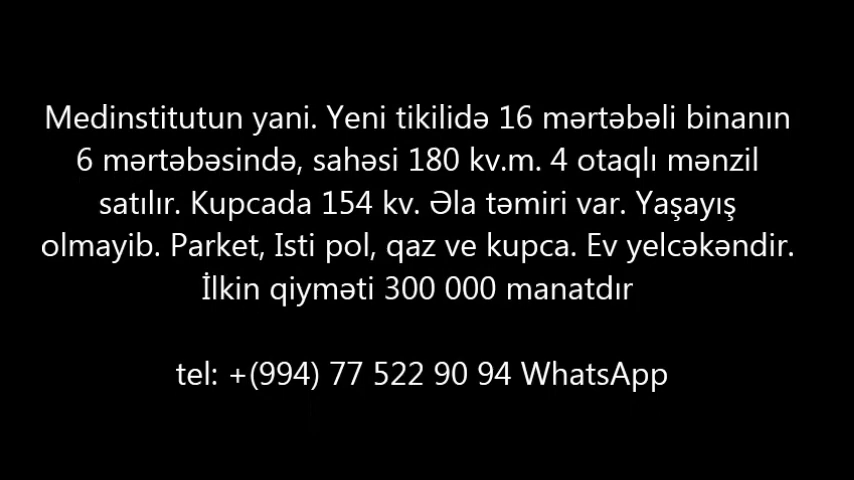 Medinstitutun yani. Yeni tikilidə 16 mərtəbəli binanın
6 mərtəbəsində, sahəsi 180 kv.m. 4 otaqlı mənzil
satılır. Kupcada 154 kv. Əla təmiri var. Yaşayış
olmayib. Parket, Isti pol, qaz ve kupca. Ev yelcəkəndir.
İlkin qiyməti 300 000 manatdır
tel: +(994) 77 522 90 94 WhatsApp